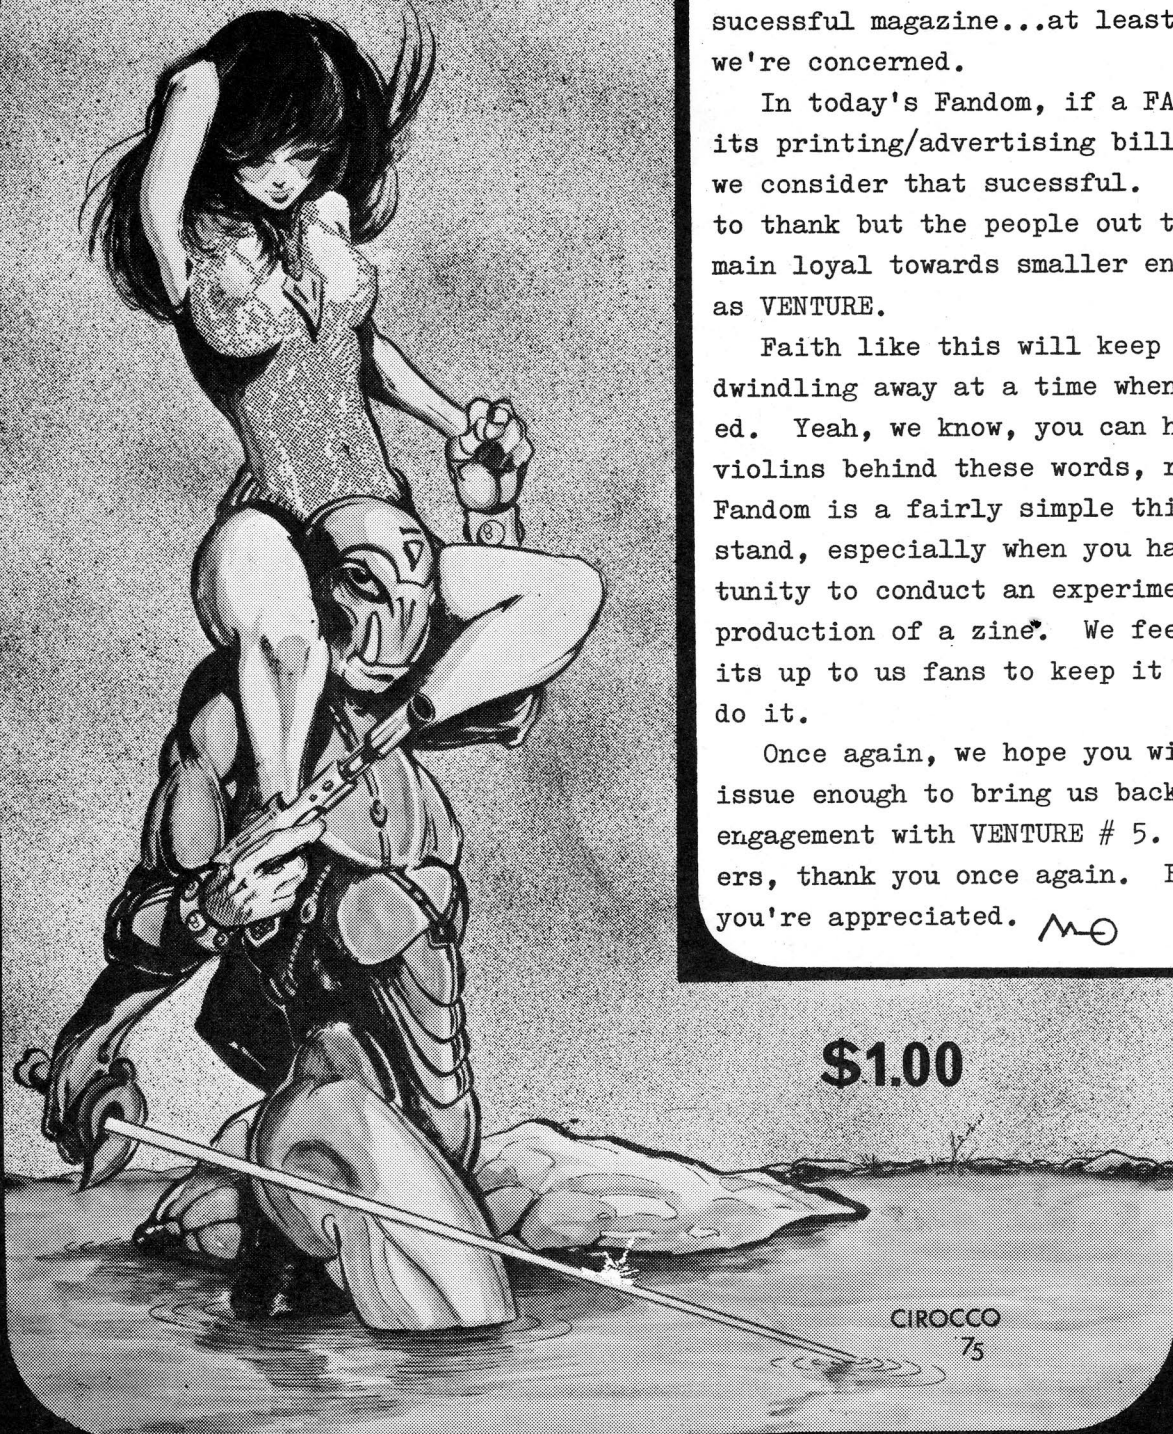 sucessful magazine...at least
we're concerned.
In today's Fandom, if a FA
its printing/advertising bill
we consider that sucessful.
to thank but the people out t
main loyal towards smaller en
as VENTURE.
Faith like this will keep
dwindling away at a time when
ed. Yeah, we know, you can h
violins behind these words, r
Fandom is a fairly simple thi
stand, especially when you ha
tunity to conduct an experime
production of a zine. We fee
its up to us fans to keep it
do it.
Once again, we hope you wi
issue enough to bring us back
engagement with VENTURE # 5.
ers, thank you once again.
you're appreciated.
$1.00
CIROCCO
'75